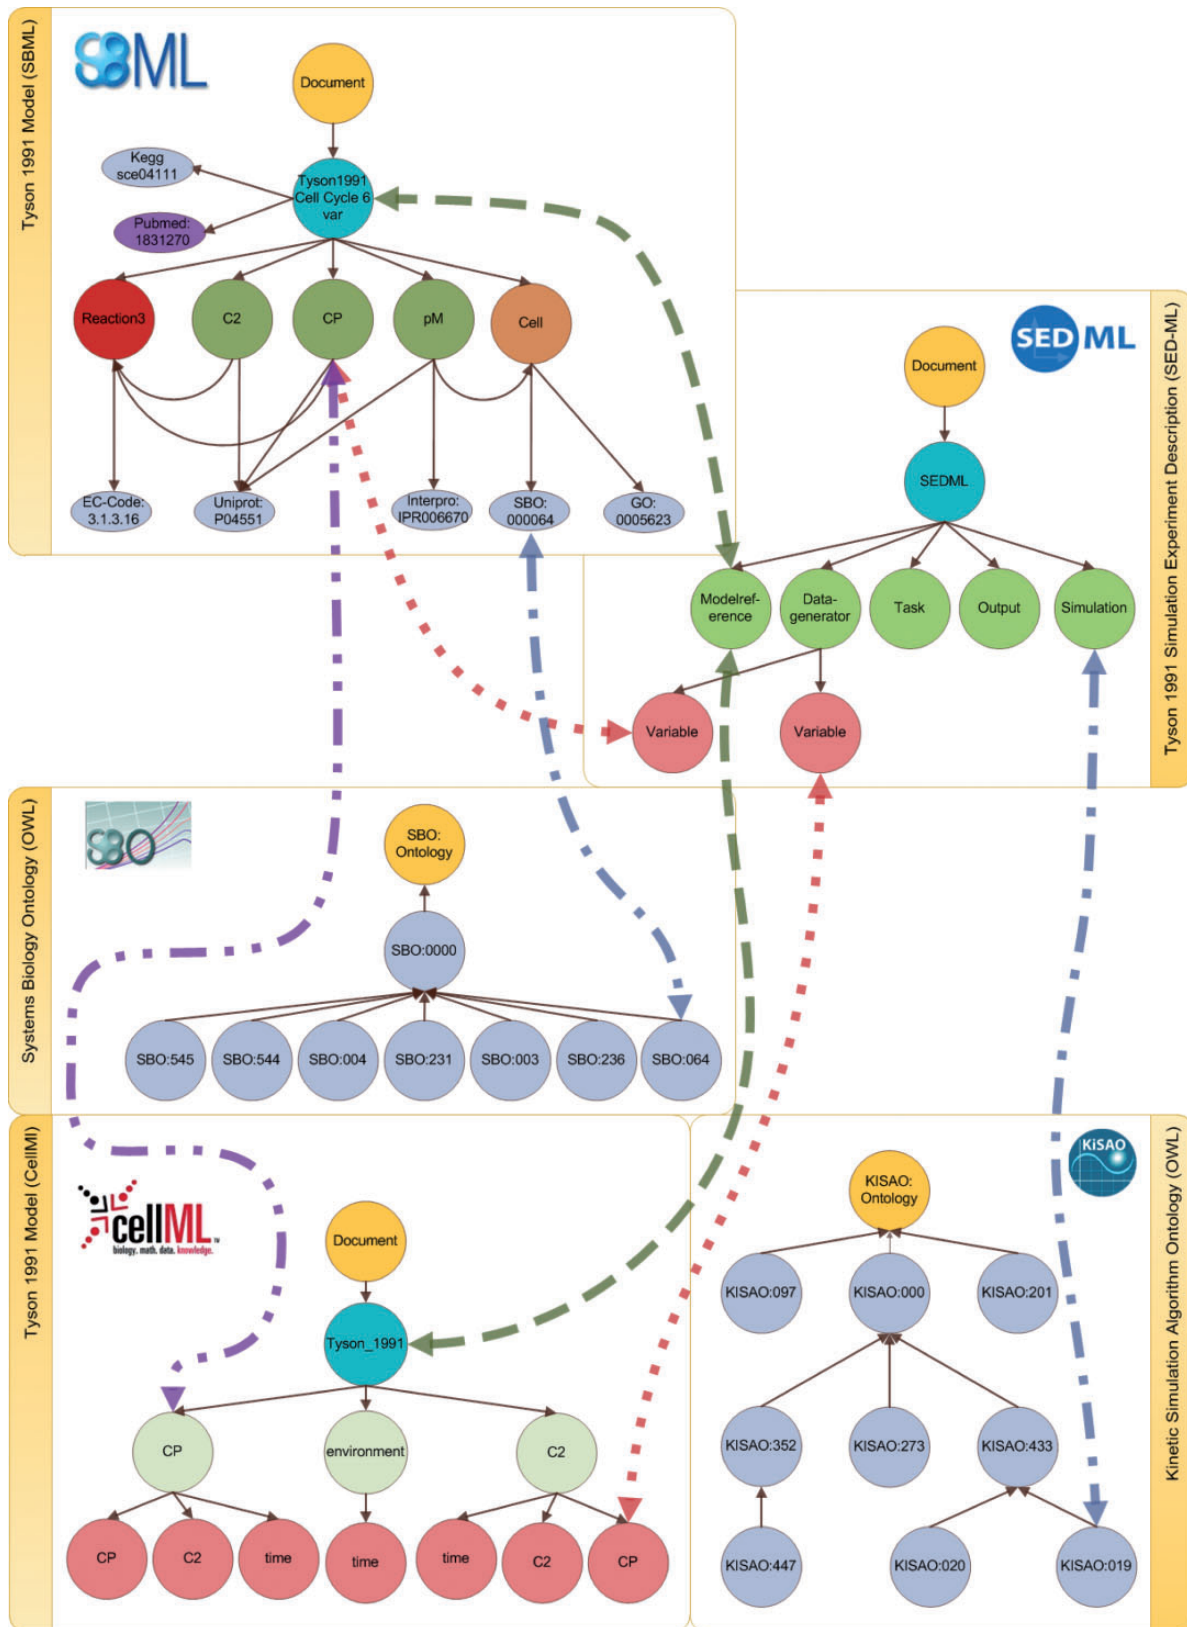 Tyson 1991 Model (SBML)
SBML
Document
Kegg
sce04111
Tyson1991
Cell Cycle 6
var
Pubmed:
1831270
Reaction3
C2
CP
pM
Cell
EC-Code:
3.1.3.16
Uniprot:
P04551
Interpro:
IPR006670
SBO:
000064
GO:
0005623
Tyson 1991 Simulation Experiment Description (SED-ML)
SED ML
Document
SEDML
Modelref-
erence
Data-
generator
Task
Output
Simulation
Variable
Variable
Systems Biology Ontology (OWL)
SBO
SBO:
Ontology
SBO:0000
SBO:545
SBO:544
SBO:004
SBO:231
SBO:003
SBO:236
SBO:064
Tyson 1991 Model (CellMl)
cellML™
biology. math. data. knowledge.
Document
Tyson_1991
CP
environment
C2
CP
C2
time
time
time
C2
CP
Kinetic Simulation Algorithm Ontology (OWL)
KiSAO
KISAO:
Ontology
KISAO:097
KISAO:000
KISAO:201
KISAO:352
KISAO:273
KISAO:433
KISAO:447
KISAO:020
KISAO:019